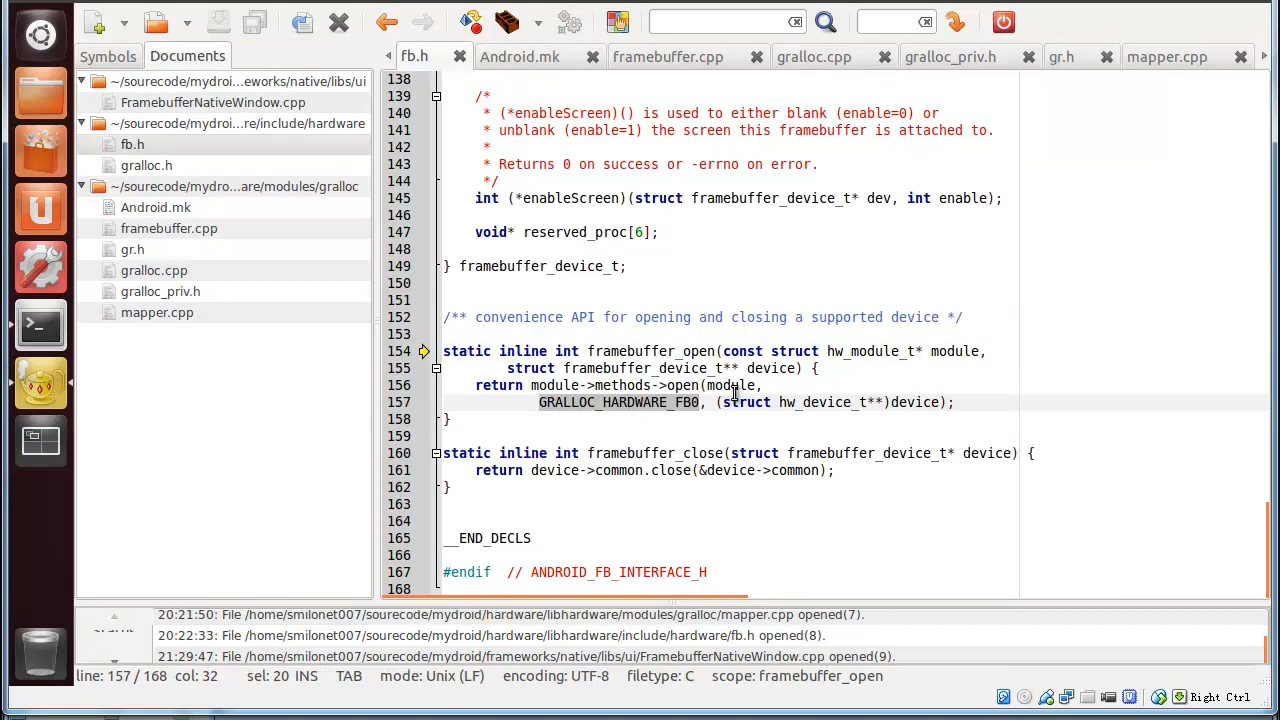 Symbols Documents fb.h Android.mk framebuffer.cpp gralloc.cpp gralloc_priv.h gr.h mapper.cpp
~/sourcecode/mydroi...eworks/native/libs/ui
FramebufferNativeWindow.cpp
~/sourcecode/mydroi...re/include/hardware
fb.h
gralloc.h
~/sourcecode/mydro...are/modules/gralloc
Android.mk
framebuffer.cpp
gr.h
gralloc.cpp
gralloc_priv.h
mapper.cpp
138
139 /*
140 * (*enableScreen)() is used to either blank (enable=0) or
141 * unblank (enable=1) the screen this framebuffer is attached to.
142 *
143 * Returns 0 on success or -errno on error.
144 */
145 int (*enableScreen)(struct framebuffer_device_t* dev, int enable);
146
147 void* reserved_proc[6];
148
149 } framebuffer_device_t;
150
151
152 /** convenience API for opening and closing a supported device */
153
154 static inline int framebuffer_open(const struct hw_module_t* module,
155 struct framebuffer_device_t** device) {
156 return module->methods->open(module,
157 GRALLOC_HARDWARE_FB0, (struct hw_device_t**)device);
158 }
159
160 static inline int framebuffer_close(struct framebuffer_device_t* device) {
161 return device->common.close(&device->common);
162 }
163
164
165 __END_DECLS
166
167 #endif // ANDROID_FB_INTERFACE_H
168
20:21:50: File /home/smilonet007/sourcecode/mydroid/hardware/libhardware/modules/gralloc/mapper.cpp opened(7).
20:22:33: File /home/smilonet007/sourcecode/mydroid/hardware/libhardware/include/hardware/fb.h opened(8).
21:29:47: File /home/smilonet007/sourcecode/mydroid/frameworks/native/libs/ui/FramebufferNativeWindow.cpp opened(9).
line: 157 / 168 col: 32 sel: 20 INS TAB mode: Unix (LF) encoding: UTF-8 filetype: C scope: framebuffer_open
Right Ctrl